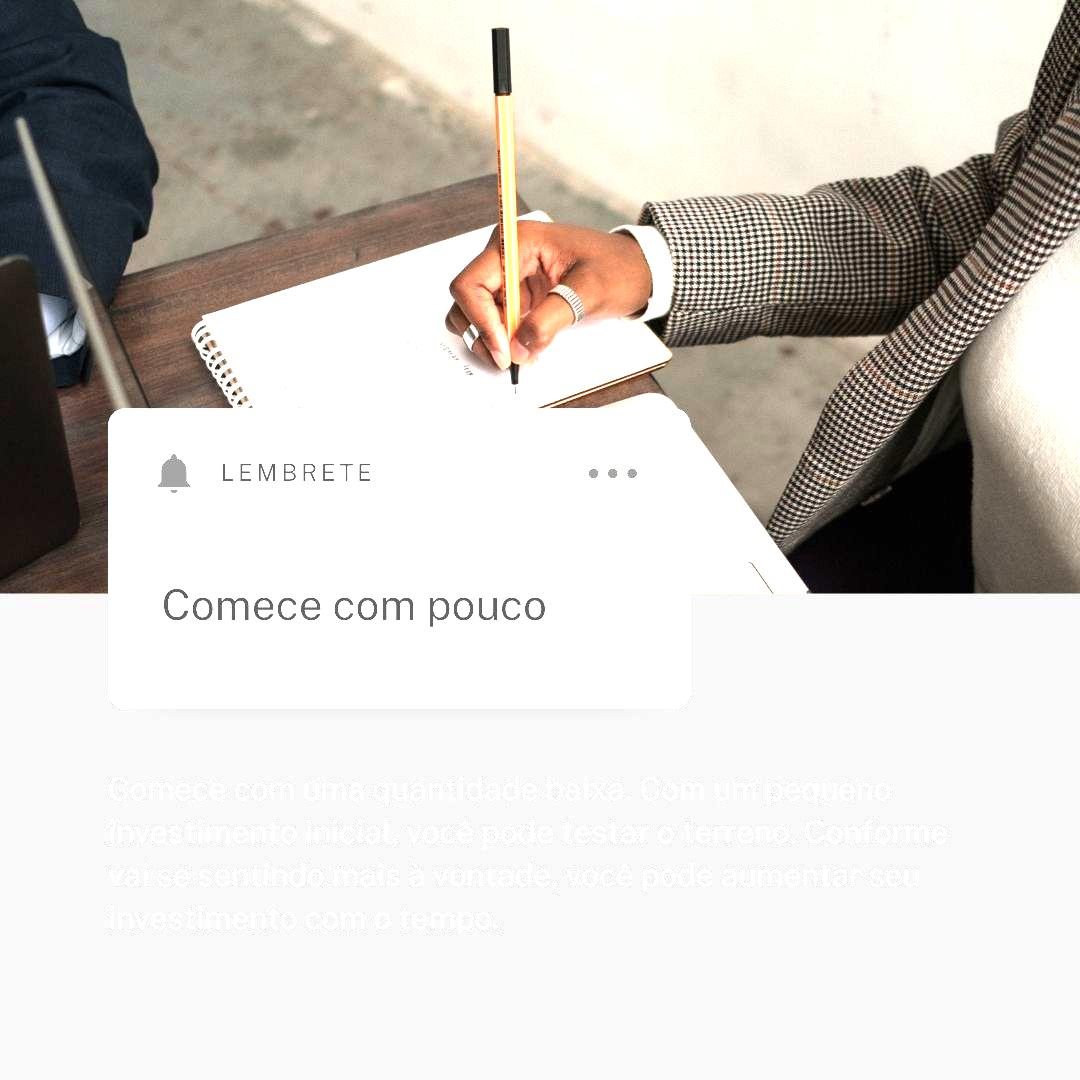 LEMBRETE
Comece com pouco
Comece com uma quantidade baixa. Com um pequeno
investimento inicial, você pode testar o terreno. Conforme
vai se sentindo mais à vontade, você pode aumentar seu
investimento com o tempo.